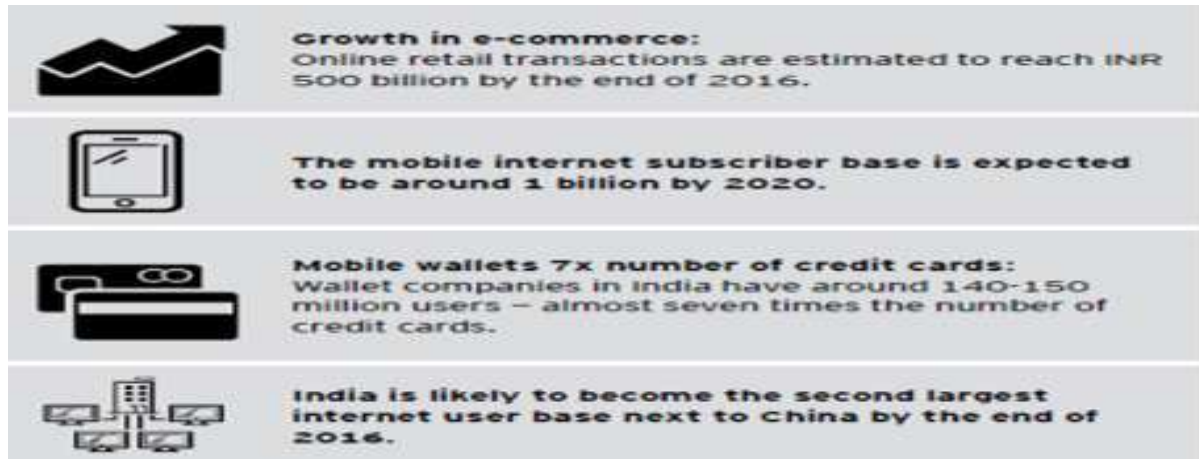 Growth in e-commerce:
Online retail transactions are estimated to reach INR
500 billion by the end of 2016.
The mobile internet subscriber base is expected
to be around 1 billion by 2020.
Mobile wallets 7x number of credit cards:
Wallet companies in India have around 140-150
million users – almost seven times the number of
credit cards.
India is likely to become the second largest
internet user base next to China by the end of
2016.